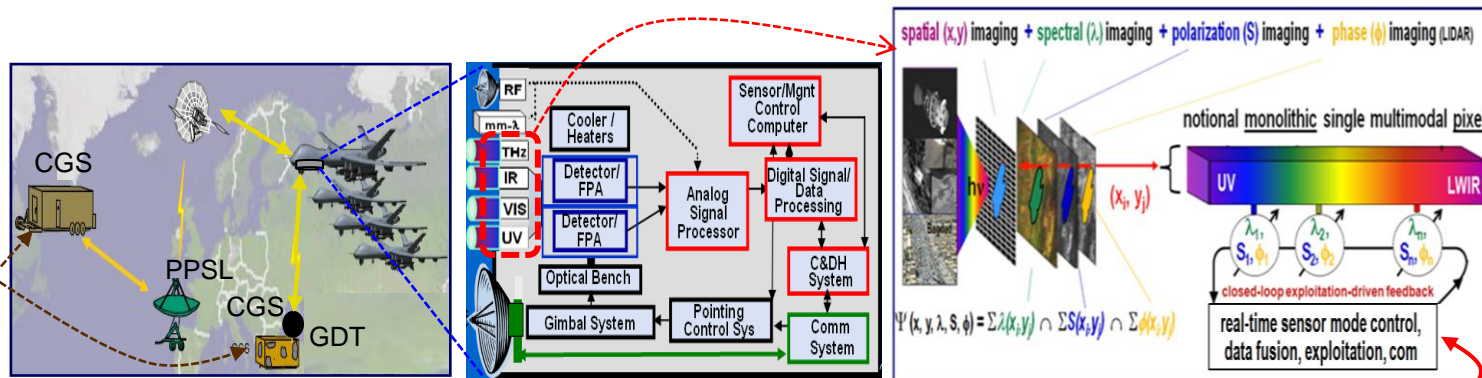 CGS
PPSL
CGS
GDT
RF
mm-λ
THz
IR
VIS
UV
Cooler /
Heaters
Detector/
FPA
Detector/
FPA
Optical Bench
Gimbal System
Analog
Signal
Processor
Pointing
Control Sys
Sensor/Mgnt
Control
Computer
Digital Signal/
Data
Processing
C&DH
System
Comm
System
spatial (x,y) imaging + spectral (λ) imaging + polarization (S) imaging + phase (ϕ) imaging (LIDAR)
notional monolithic single multimodal pixel
hν
Bagdad
(xᵢ, yⱼ)
UV
LWIR
λ₁,
S₁, ϕ₁
λ₂,
S₂, ϕ₂
λₙ,
Sₙ, ϕₙ
closed-loop exploitation-driven feedback
Ψ (x, y, λ, S, ϕ) = Σλ(xᵢ,yⱼ) ∩ ΣS(xᵢ,yⱼ) ∩ Σϕ(xᵢ,yⱼ)
real-time sensor mode control,
data fusion, exploitation, com